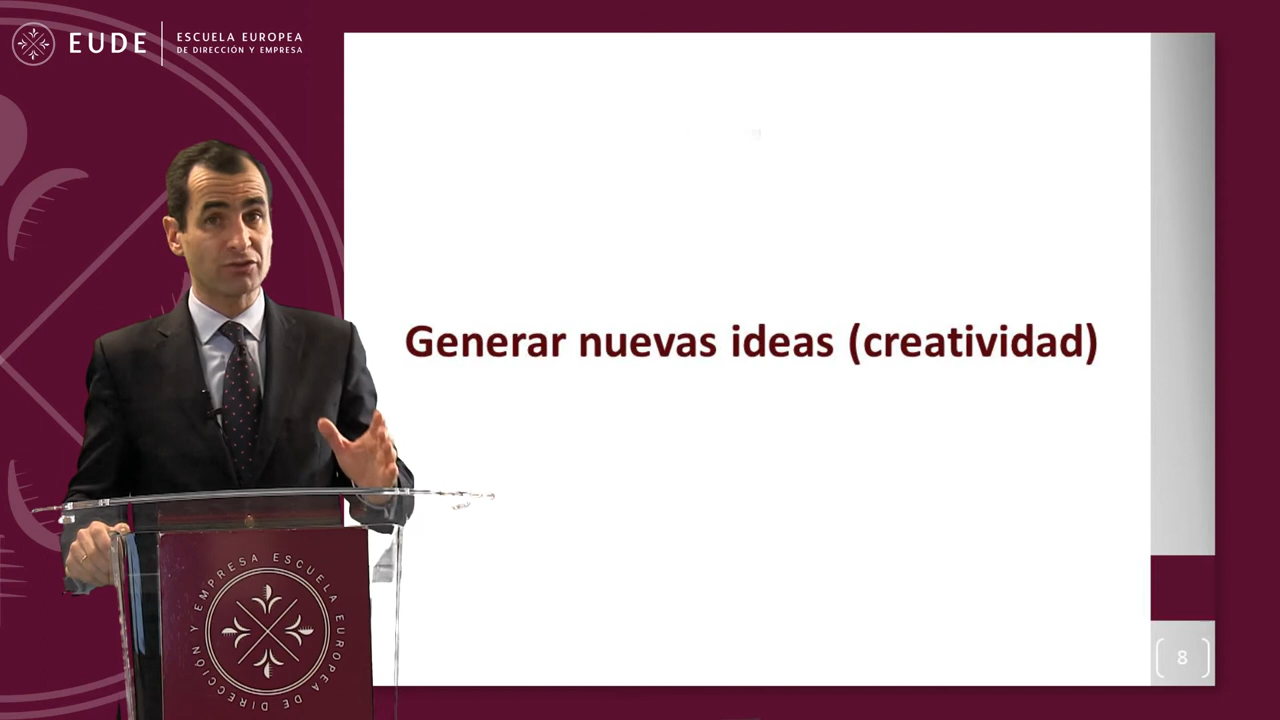 EUDE
ESCUELA EUROPEA
DE DIRECCIÓN Y EMPRESA
Generar nuevas ideas (creatividad)
8
ESCUELA EUROPEA DE DIRECCIÓN Y EMPRESA